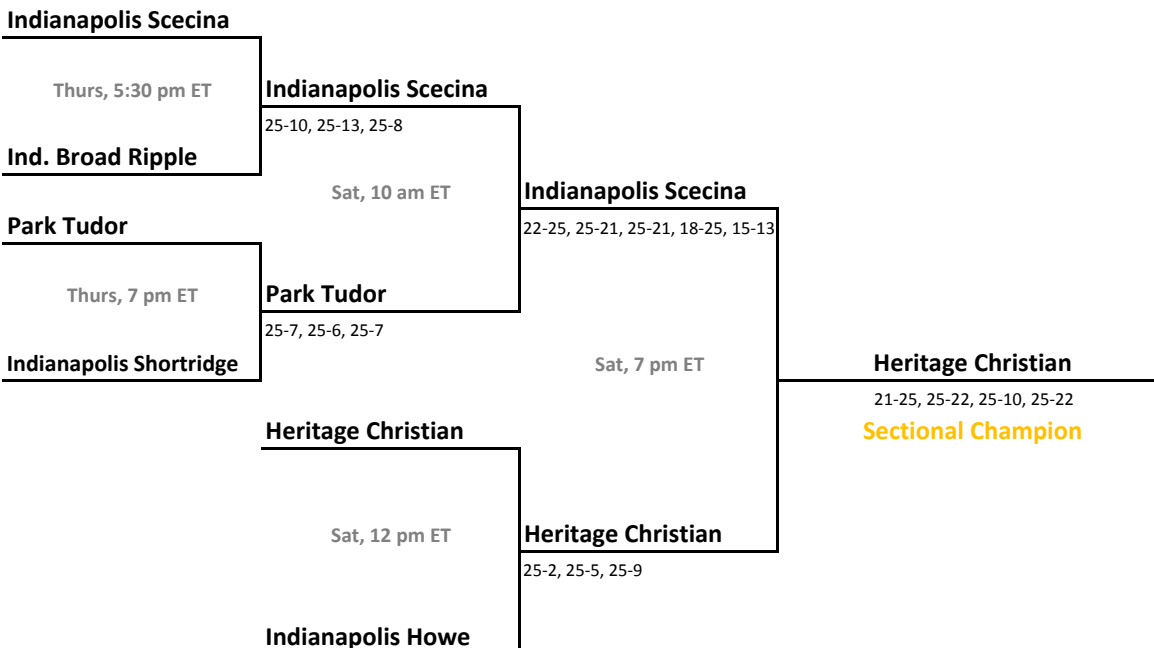 Indianapolis Scecina
Thurs, 5:30 pm ET
Indianapolis Scecina
25-10, 25-13, 25-8
Ind. Broad Ripple
Sat, 10 am ET
Indianapolis Scecina
22-25, 25-21, 25-21, 18-25, 15-13
Park Tudor
Thurs, 7 pm ET
Park Tudor
25-7, 25-6, 25-7
Indianapolis Shortridge
Sat, 7 pm ET
Heritage Christian
21-25, 25-22, 25-10, 25-22
Sectional Champion
Heritage Christian
Sat, 12 pm ET
Heritage Christian
25-2, 25-5, 25-9
Indianapolis Howe